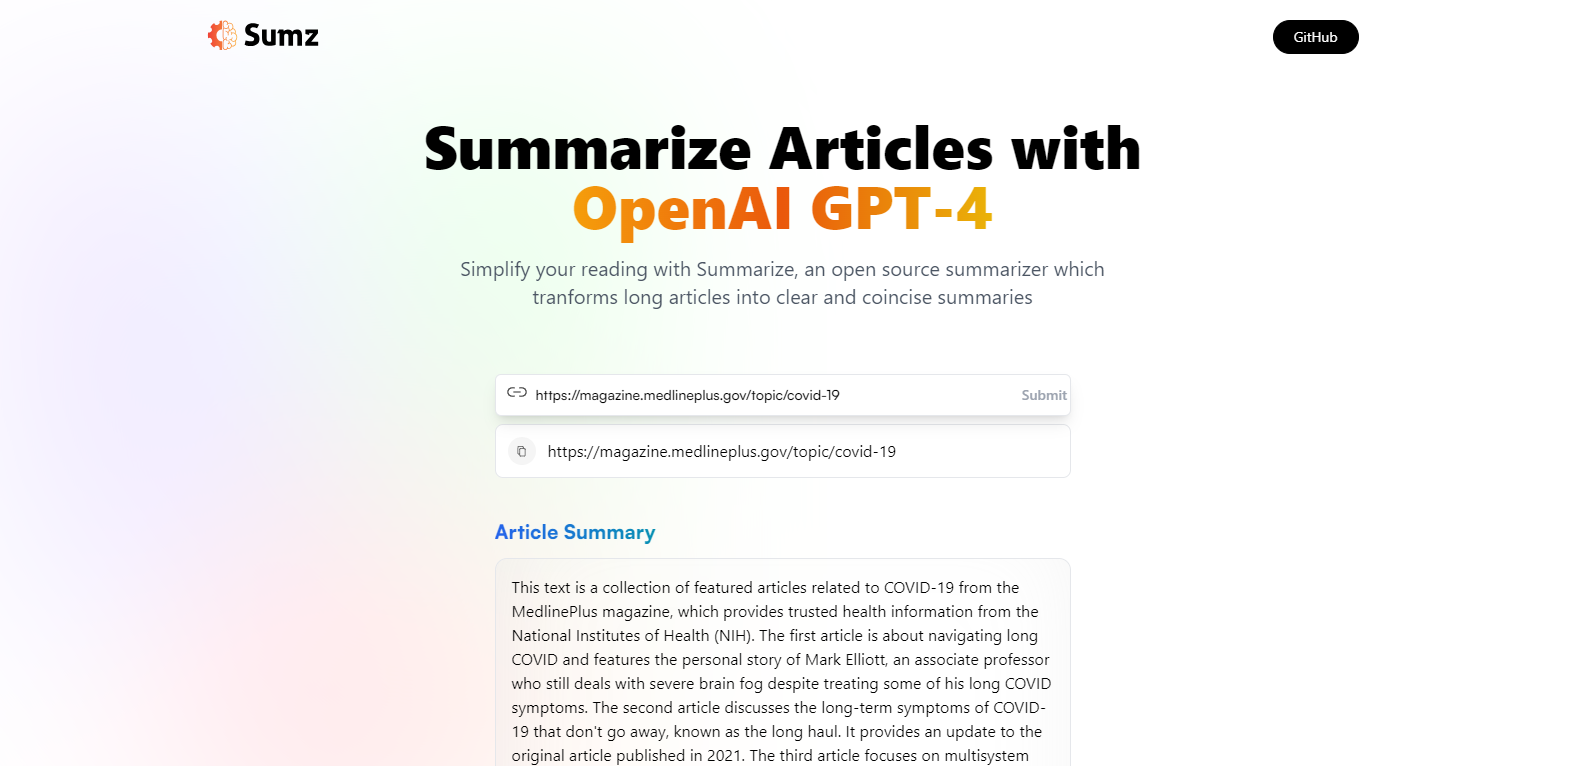 Sumz
GitHub
Summarize Articles with
OpenAI GPT-4
Simplify your reading with Summarize, an open source summarizer which
tranforms long articles into clear and coincise summaries
https://magazine.medlineplus.gov/topic/covid-19
Submit
https://magazine.medlineplus.gov/topic/covid-19
Article Summary
This text is a collection of featured articles related to COVID-19 from the
MedlinePlus magazine, which provides trusted health information from the
National Institutes of Health (NIH). The first article is about navigating long
COVID and features the personal story of Mark Elliott, an associate professor
who still deals with severe brain fog despite treating some of his long COVID
symptoms. The second article discusses the long-term symptoms of COVID-
19 that don't go away, known as the long haul. It provides an update to the
original article published in 2021. The third article focuses on multisystem